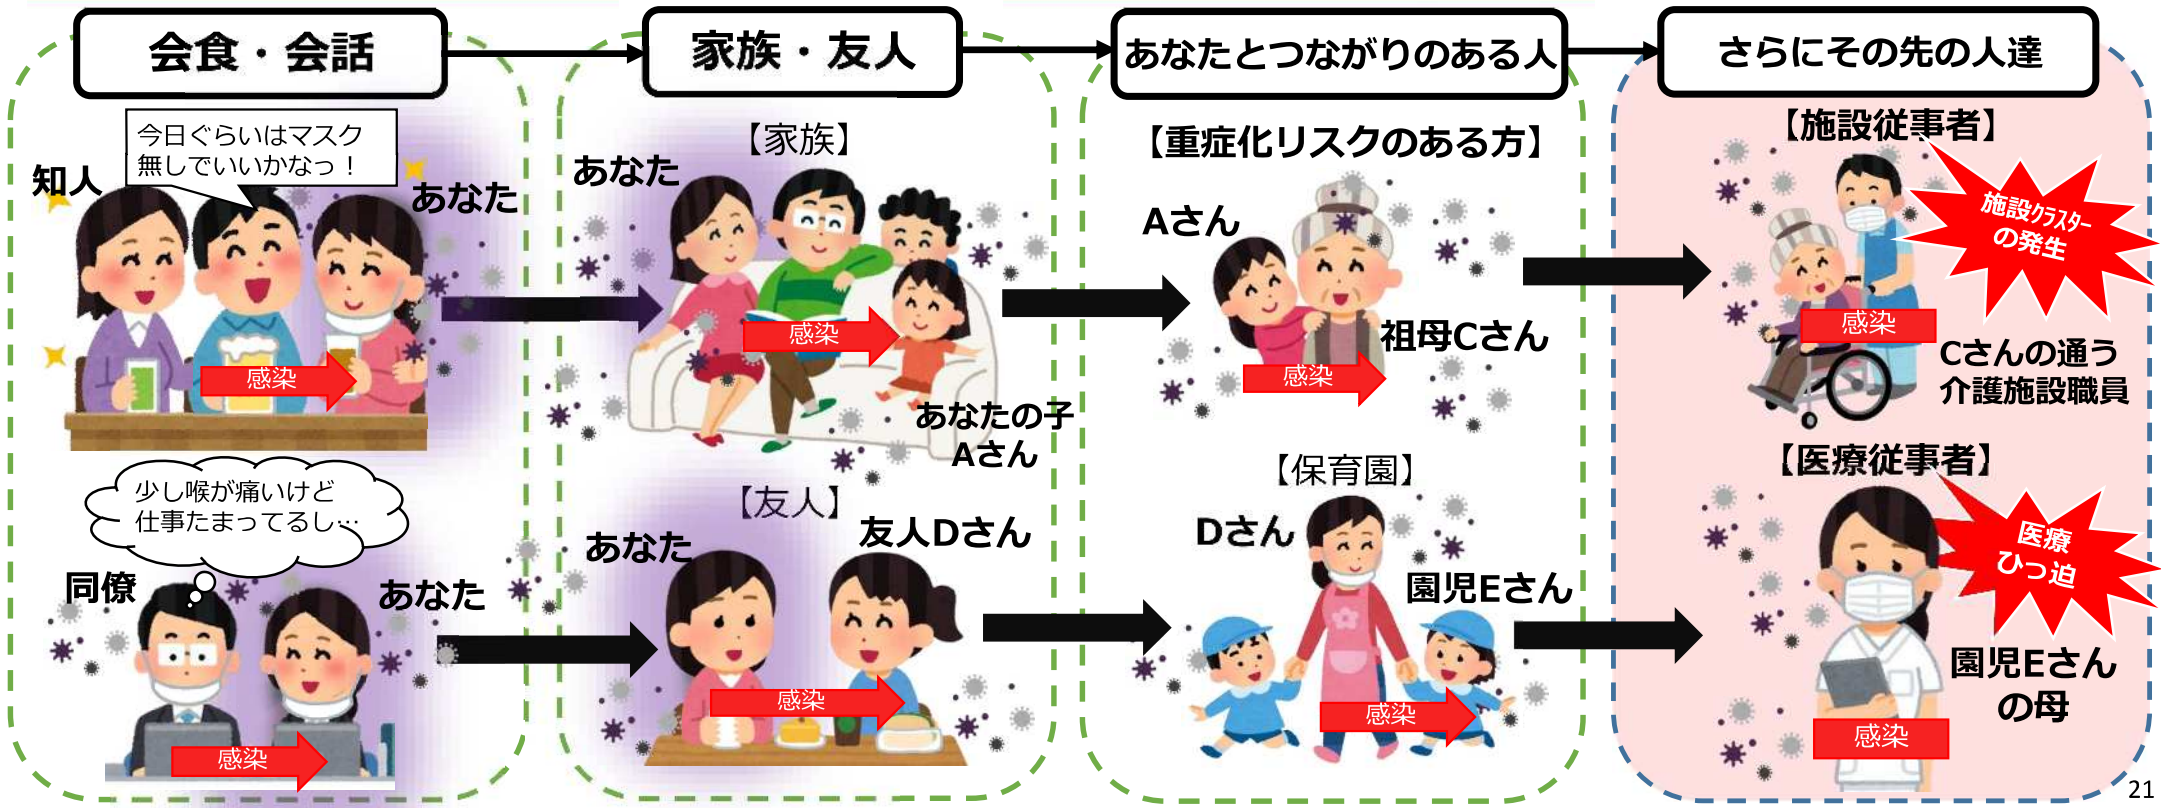 会食・会話
家族・友人
あなたとつながりのある人
さらにその先の人達
今日ぐらいはマスク
無しでいいかなっ！
知人
あなた
感染
少し喉が痛いけど
仕事たまってるし…
同僚
あなた
感染
【家族】
あなた
感染
あなたの子
Aさん
【友人】
あなた
友人Dさん
感染
【重症化リスクのある方】
Aさん
祖母Cさん
感染
【保育園】
Dさん
園児Eさん
感染
【施設従事者】
施設クラスター
の発生
感染
Cさんの通う
介護施設職員
【医療従事者】
医療
ひっ迫
園児Eさん
の母
感染
21